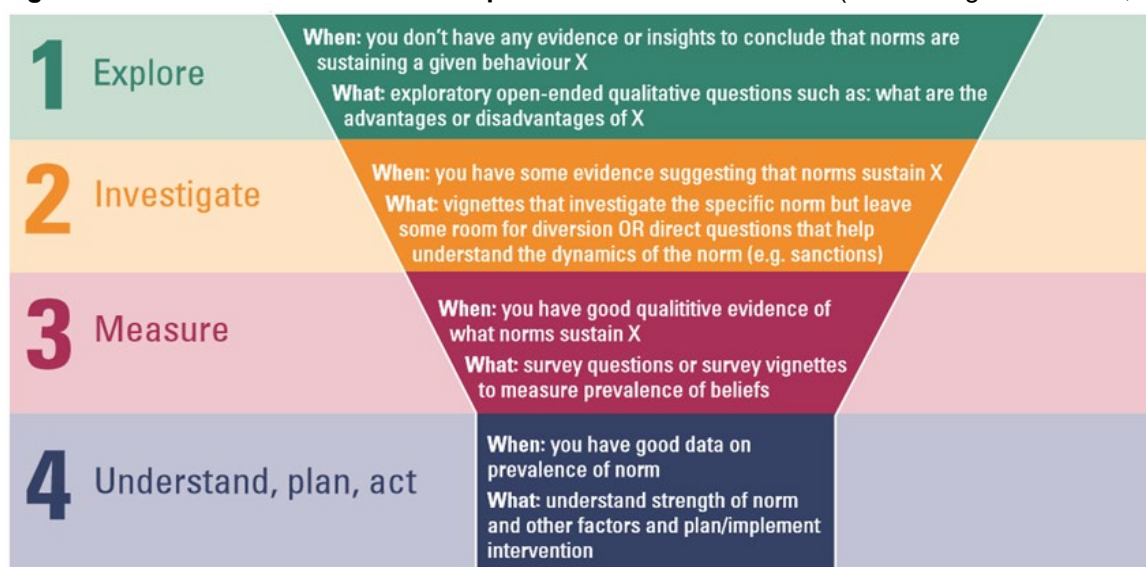 1 Explore
When: you don't have any evidence or insights to conclude that norms are
sustaining a given behaviour X
What: exploratory open-ended qualitative questions such as: what are the
advantages or disadvantages of X
2 Investigate
When: you have some evidence suggesting that norms sustain X
What: vignettes that investigate the specific norm but leave
some room for diversion OR direct questions that help
understand the dynamics of the norm (e.g. sanctions)
3 Measure
When: you have good qualititive evidence of
what norms sustain X
What: survey questions or survey vignettes
to measure prevalence of beliefs
4 Understand, plan, act
When: you have good data on
prevalence of norm
What: understand strength of norm
and other factors and plan/implement
intervention